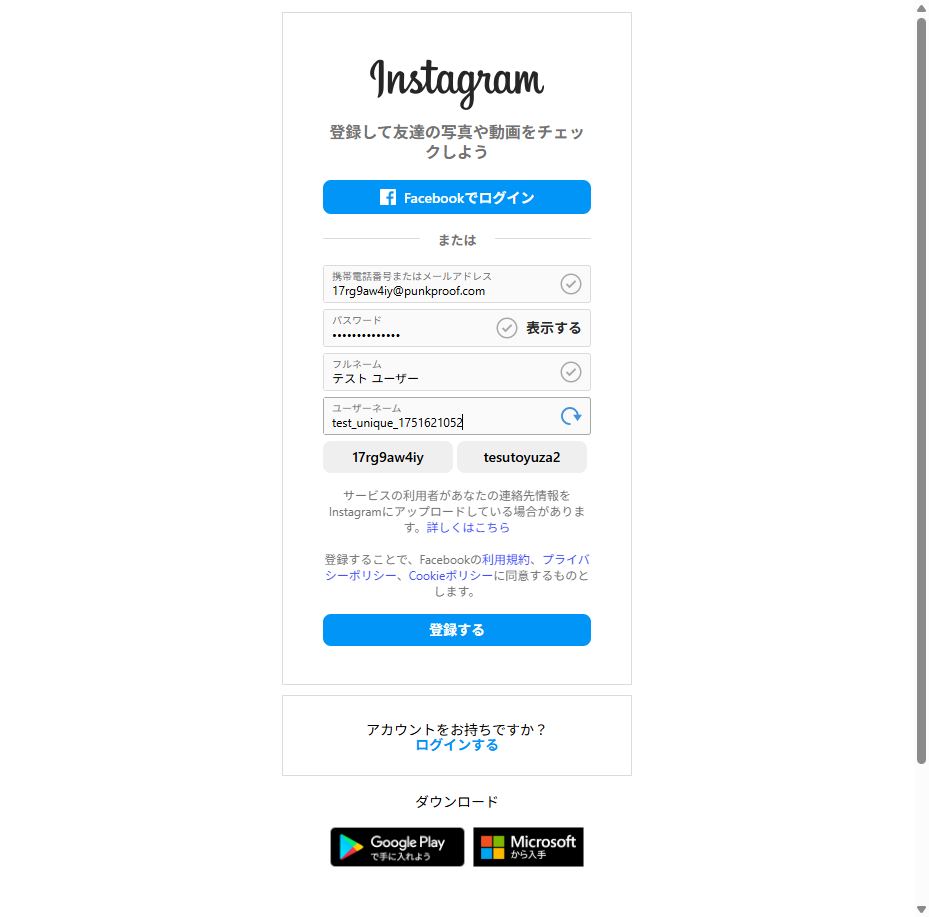 Instagram
登録して友達の写真や動画をチェッ
クしよう
Facebookでログイン
または
携帯電話番号またはメールアドレス
17rg9aw4iy@punkproof.com
パスワード
••••••••••••••
表示する
フルネーム
テスト ユーザー
ユーザーネーム
test_unique_1751621052
17rg9aw4iy
tesutoyuza2
サービスの利用者があなたの連絡先情報を
Instagramにアップロードしている場合がありま
す。詳しくはこちら
登録することで、Facebookの利用規約、プライバ
シーポリシー、Cookieポリシーに同意するものと
します。
登録する
アカウントをお持ちですか？
ログインする
ダウンロード
Google Play
で手に入れよう
Microsoft
から入手